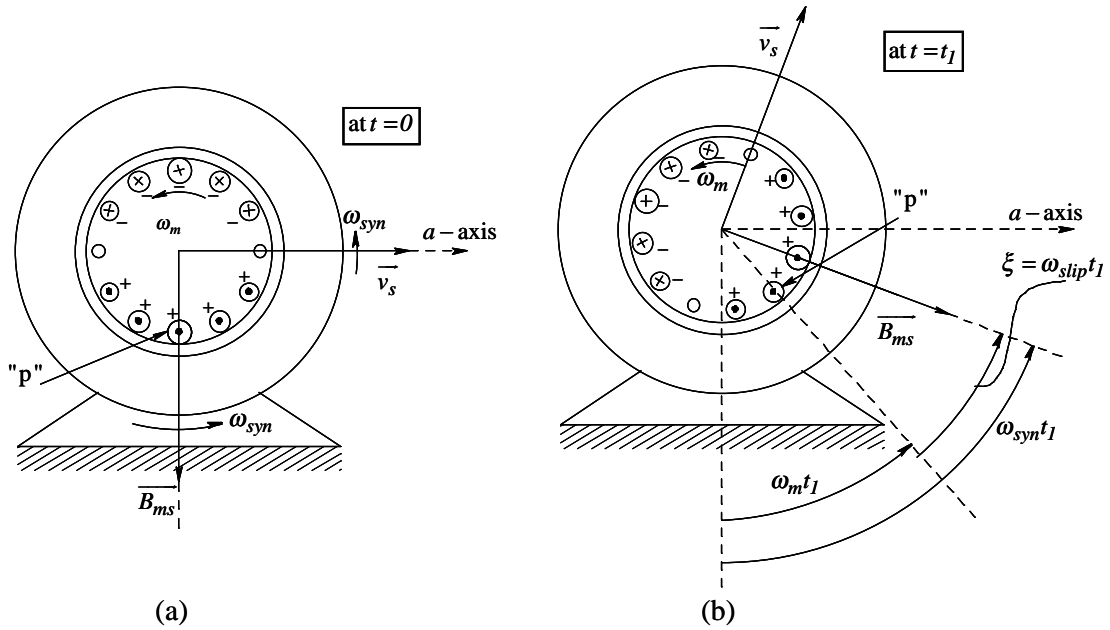 at t = 0
ω_m
ω_syn
a – axis
v_s
"p"
ω_syn
B_ms
(a)
v_s
at t = t_1
ω_m
"p"
a – axis
ξ = ω_slip t_1
B_ms
ω_syn t_1
ω_m t_1
(b)